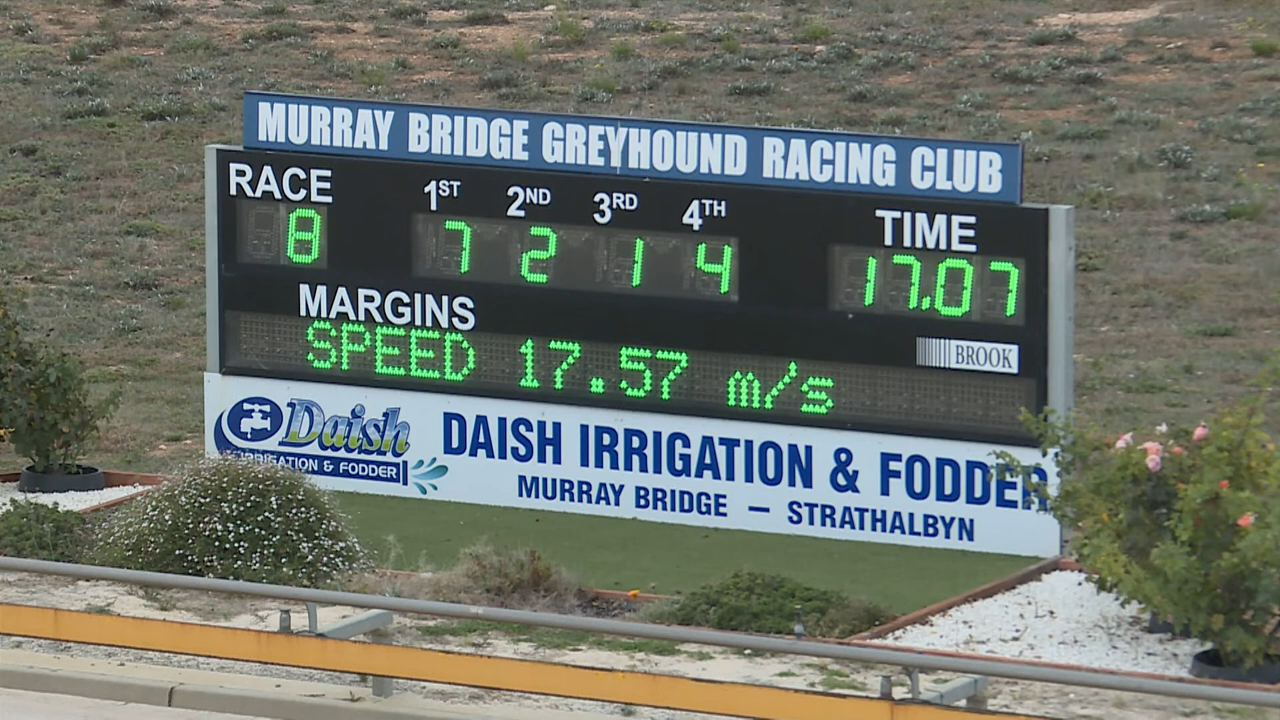 MURRAY BRIDGE GREYHOUND RACING CLUB
RACE 1ST 2ND 3RD 4TH TIME
8 7 2 1 4 17.07
MARGINS
SPEED 17.57 m/s
BROOK
Daish
IRRIGATION & FODDER
DAISH IRRIGATION & FODDER
MURRAY BRIDGE – STRATHALBYN